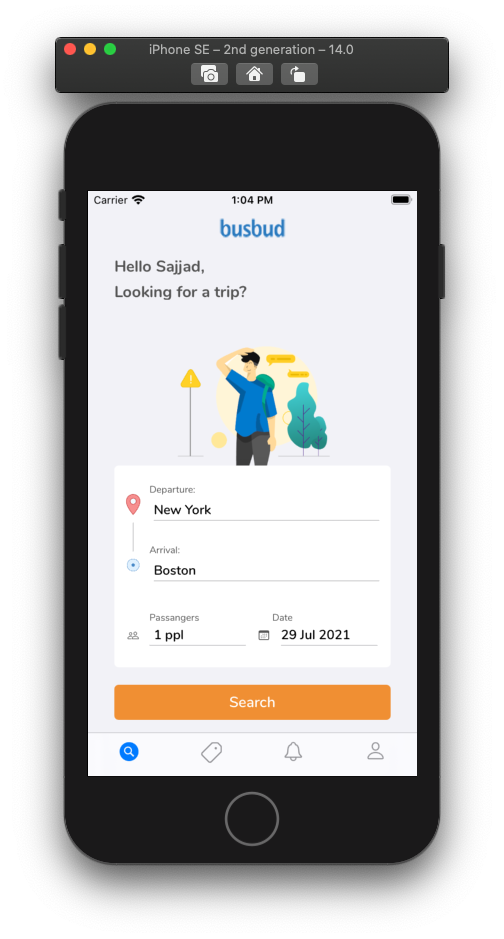 iPhone SE – 2nd generation – 14.0
Carrier 1:04 PM
busbud
Hello Sajjad,
Looking for a trip?
Departure:
New York
Arrival:
Boston
Passangers Date
1 ppl 29 Jul 2021
Search